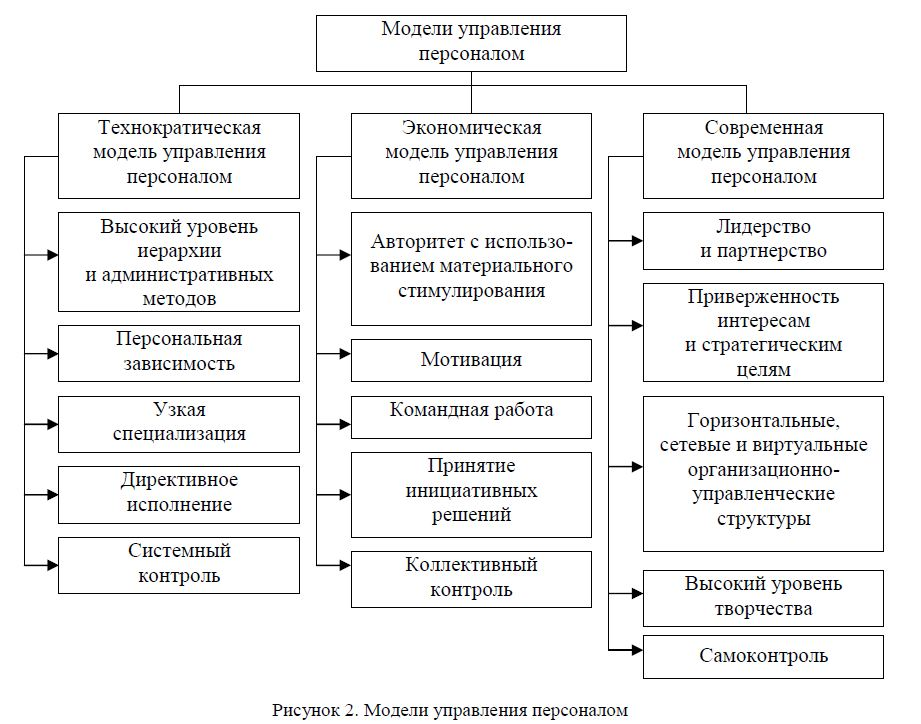 Модели управления
персоналом
Технократическая
модель управления
персоналом
Высокий уровень
иерархии
и административных
методов
Персональная
зависимость
Узкая
специализация
Директивное
исполнение
Системный
контроль
Экономическая
модель управления
персоналом
Авторитет с использо-
ванием материального
стимулирования
Мотивация
Командная работа
Принятие
инициативных
решений
Коллективный
контроль
Современная
модель управления
персоналом
Лидерство
и партнерство
Приверженность
интересам
и стратегическим
целям
Горизонтальные,
сетевые и виртуальные
организационно-
управленческие
структуры
Высокий уровень
творчества
Самоконтроль
Рисунок 2. Модели управления персоналом